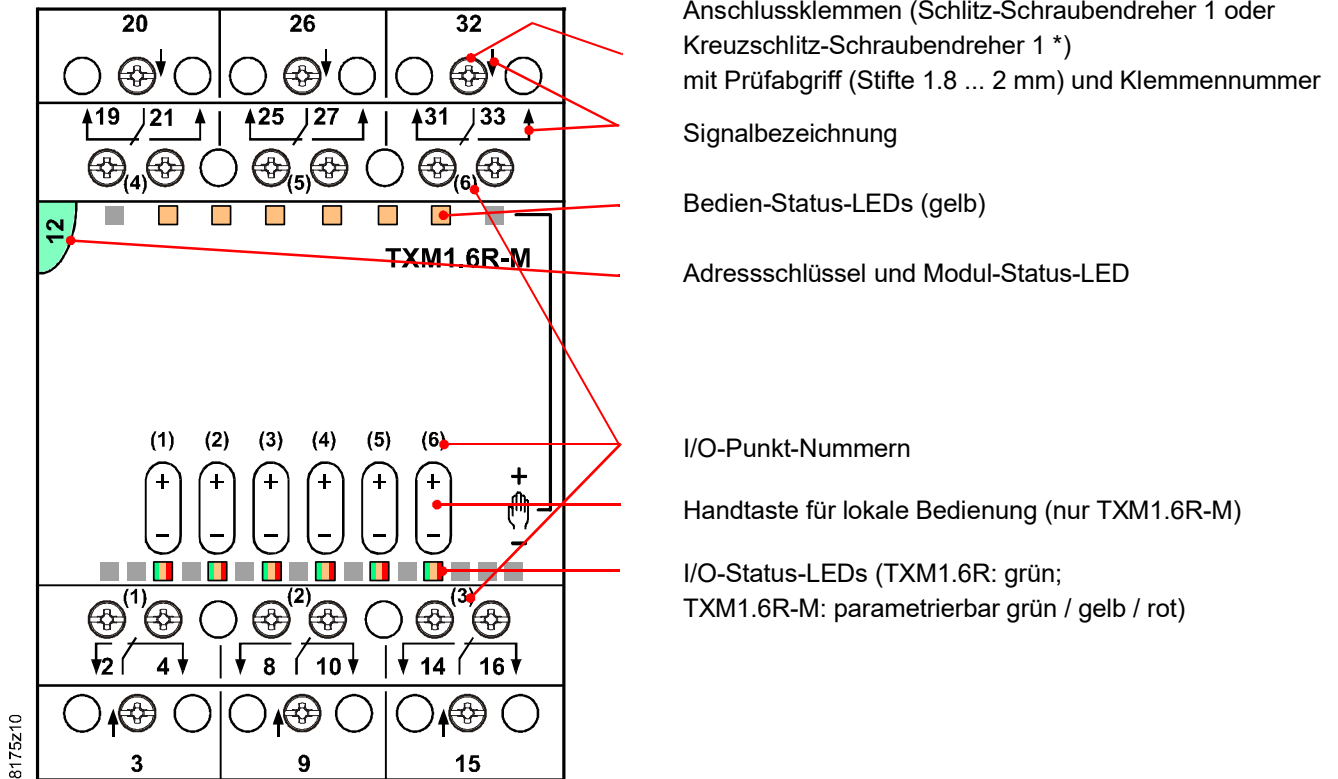 20 26 32
19 21 25 27 31 33
(4) (5) (6)
12
TXM1.6R-M
(1) (2) (3) (4) (5) (6)
+ + + + + + +
– – – – – – –
(1) (2) (3)
2 4 8 10 14 16
3 9 15
8175z10
Anschlussklemmen (Schlitz-Schraubendreher 1 oder
Kreuzschlitz-Schraubendreher 1 *)
mit Prüfabgriff (Stifte 1.8 ... 2 mm) und Klemmennummer
Signalbezeichnung
Bedien-Status-LEDs (gelb)
Adressschlüssel und Modul-Status-LED
I/O-Punkt-Nummern
Handtaste für lokale Bedienung (nur TXM1.6R-M)
I/O-Status-LEDs (TXM1.6R: grün;
TXM1.6R-M: parametrierbar grün / gelb / rot)